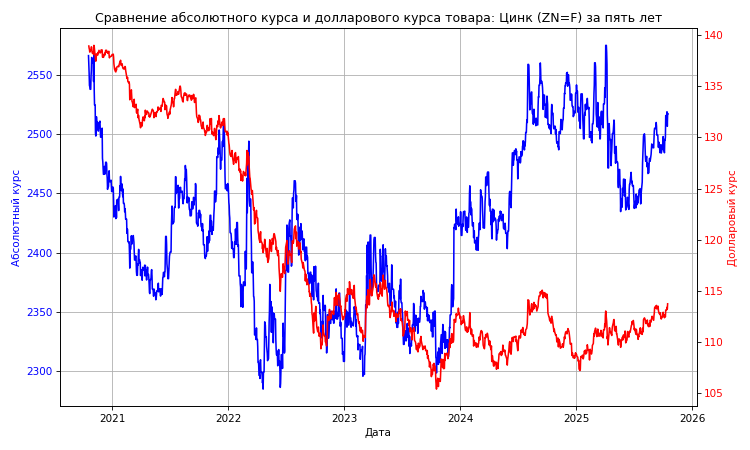 Сравнение абсолютного курса и долларового курса товара: Цинк (ZN=F) за пять лет
Абсолютный курс
2550
2500
2450
2400
2350
2300
140
135
130
125
120
115
110
105
Долларовый курс
2021 2022 2023 2024 2025 2026
Дата